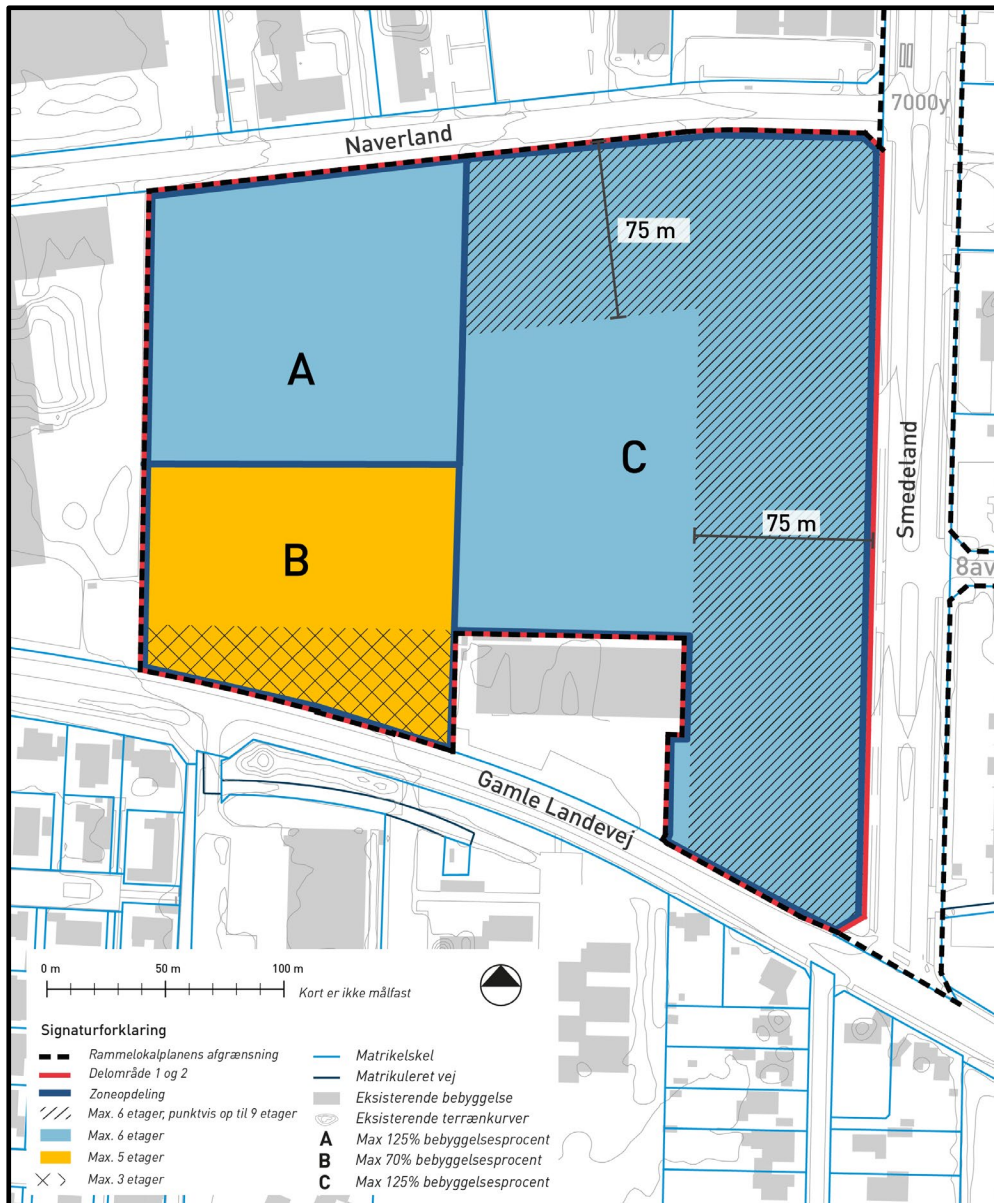 7000y
Naverland
75 m
A
C
Smedeland
75 m
B
8av
Gamle Landevej
0 m 50 m 100 m
Kort er ikke målfast
Signaturforklaring
Rammelokalplanens afgrænsning
Delområde 1 og 2
Zoneopdeling
Max. 6 etager, punktvis op til 9 etager
Max. 6 etager
Max. 5 etager
Max. 3 etager
Matrikelskel
Matrikuleret vej
Eksisterende bebyggelse
Eksisterende terrænkurver
A Max 125% bebyggelsesprocent
B Max 70% bebyggelsesprocent
C Max 125% bebyggelsesprocent